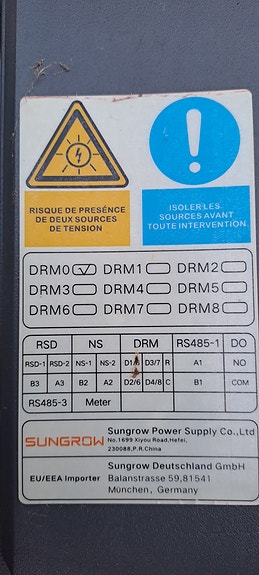 RISQUE DE PRESÉNCE
DE DEUX SOURCES
DE TENSION
ISOLER LES
SOURCES AVANT
TOUTE INTERVENTION
DRM0 DRM1 DRM2
DRM3 DRM4 DRM5
DRM6 DRM7 DRM8
RSD NS DRM RS485-1 DO
RSD-1 RSD-2 NS-1 NS-2 D1/5 D3/7 R A1 NO
B3 A3 B2 A2 D2/6 D4/8 C B1 COM
RS485-3 Meter
SUNGROW
Sungrow Power Supply Co.,Ltd
No.1699 Xiyou Road,Hefei,
230088,P.R.China
EU/EEA Importer
Sungrow Deutschland GmbH
Balanstrasse 59,81541
München, Germany